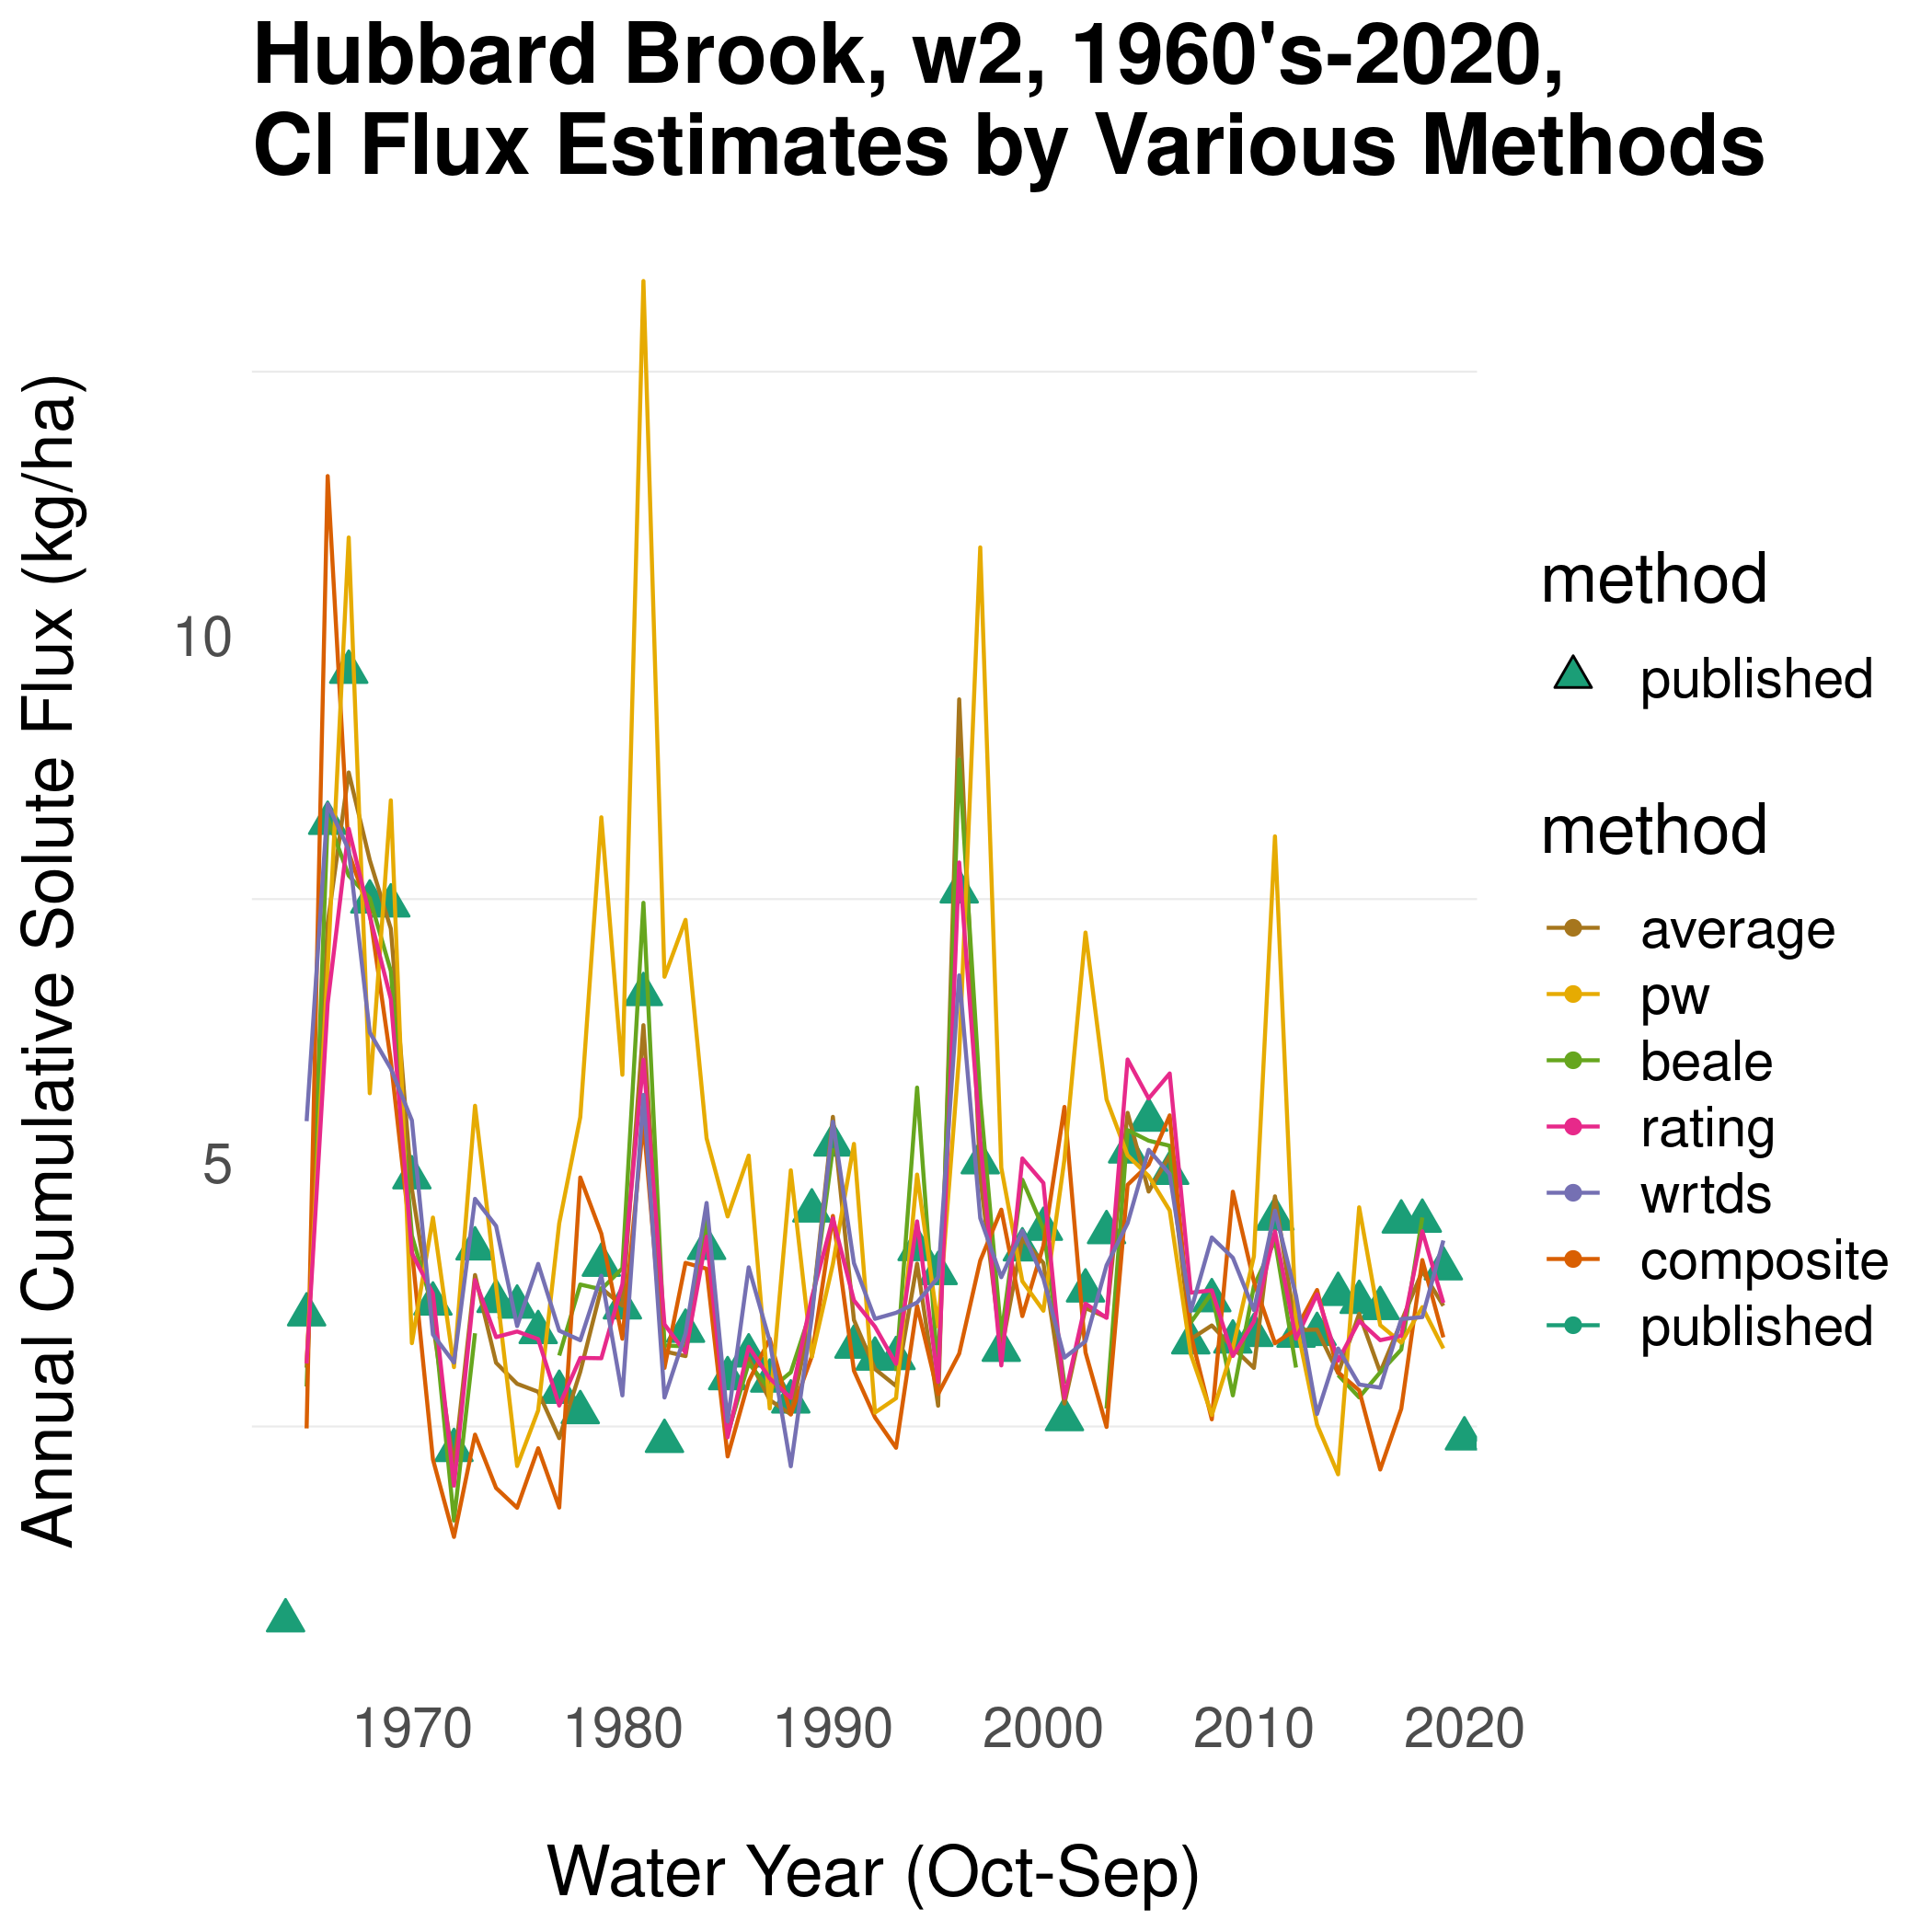 Hubbard Brook, w2, 1960's-2020,
Cl Flux Estimates by Various Methods
Annual Cumulative Solute Flux (kg/ha)
10
5
1970 1980 1990 2000 2010 2020
Water Year (Oct-Sep)
method
published
method
average
pw
beale
rating
wrtds
composite
published